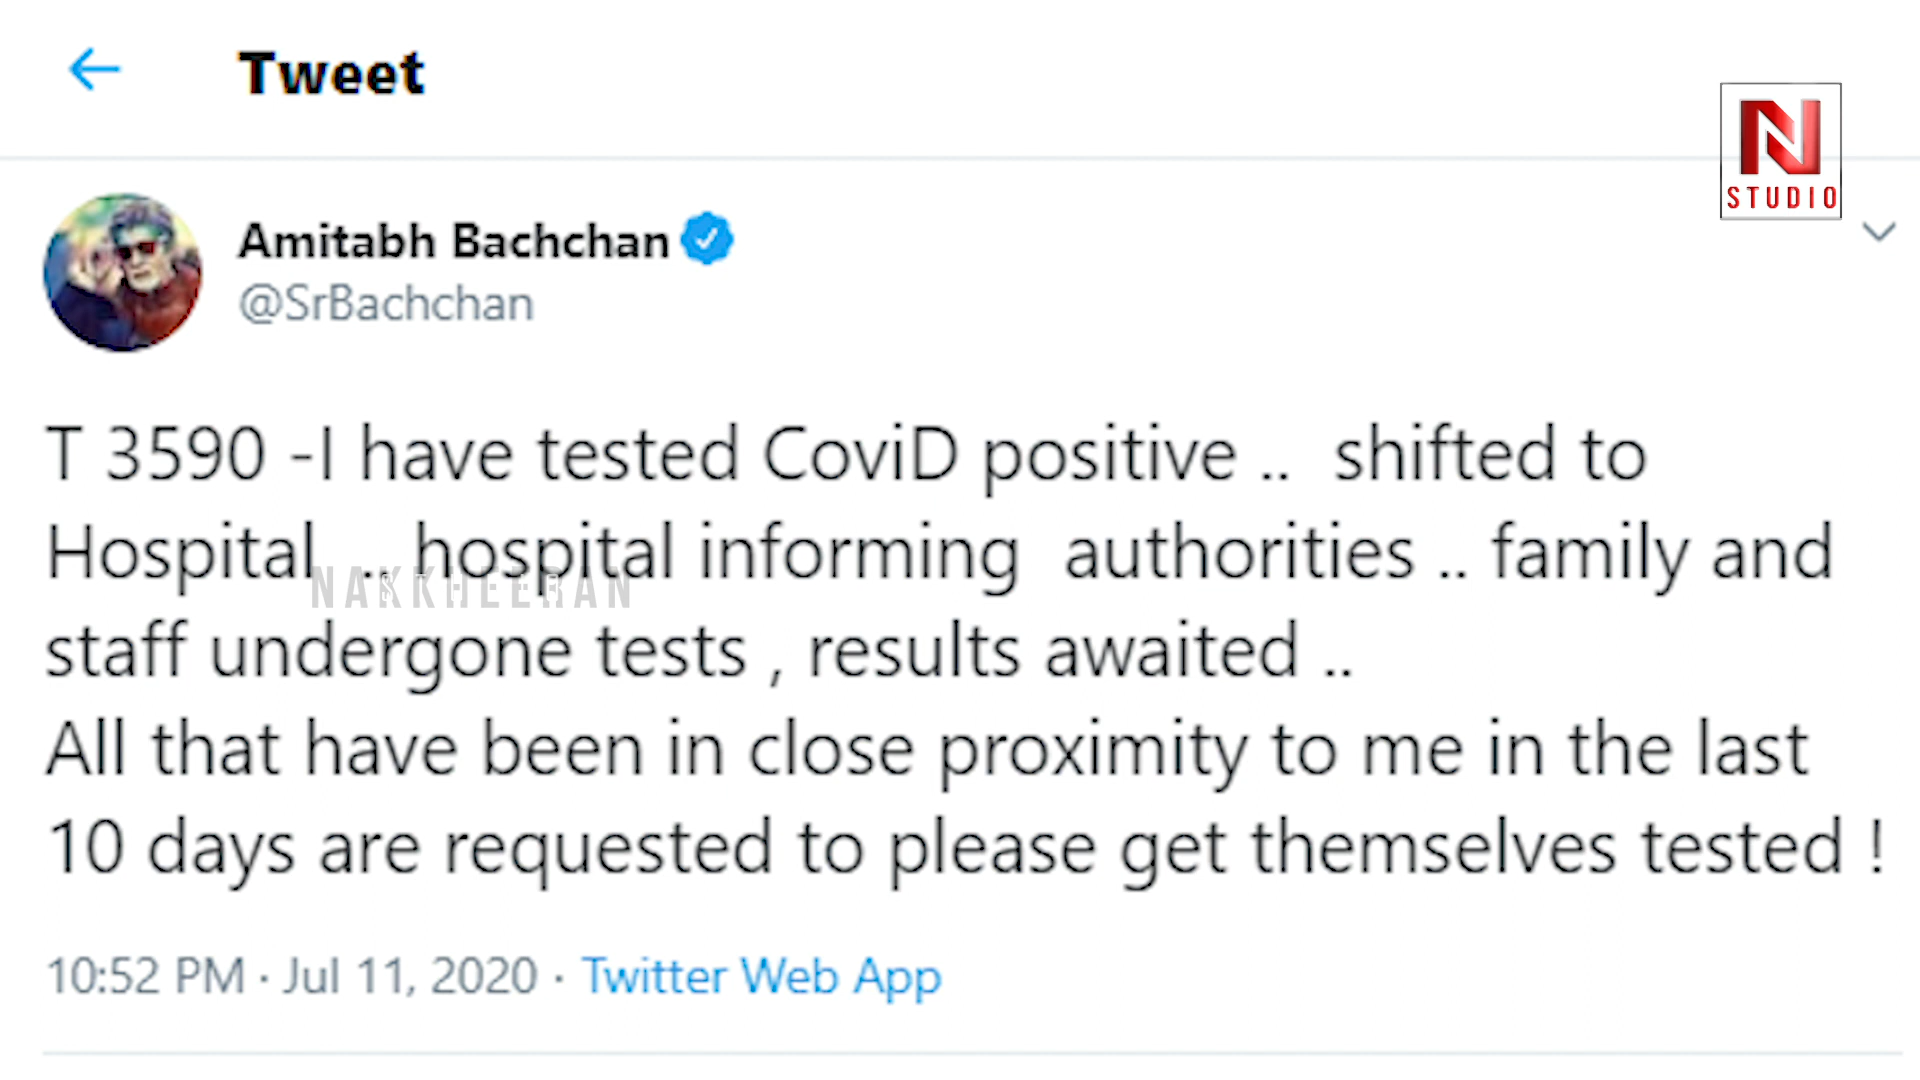 Tweet
N
STUDIO
Amitabh Bachchan
@SrBachchan
T 3590 -I have tested CoviD positive .. shifted to
Hospital .. hospital informing authorities .. family and
NAKKHEERAN
staff undergone tests , results awaited ..
All that have been in close proximity to me in the last
10 days are requested to please get themselves tested !
10:52 PM · Jul 11, 2020 · Twitter Web App